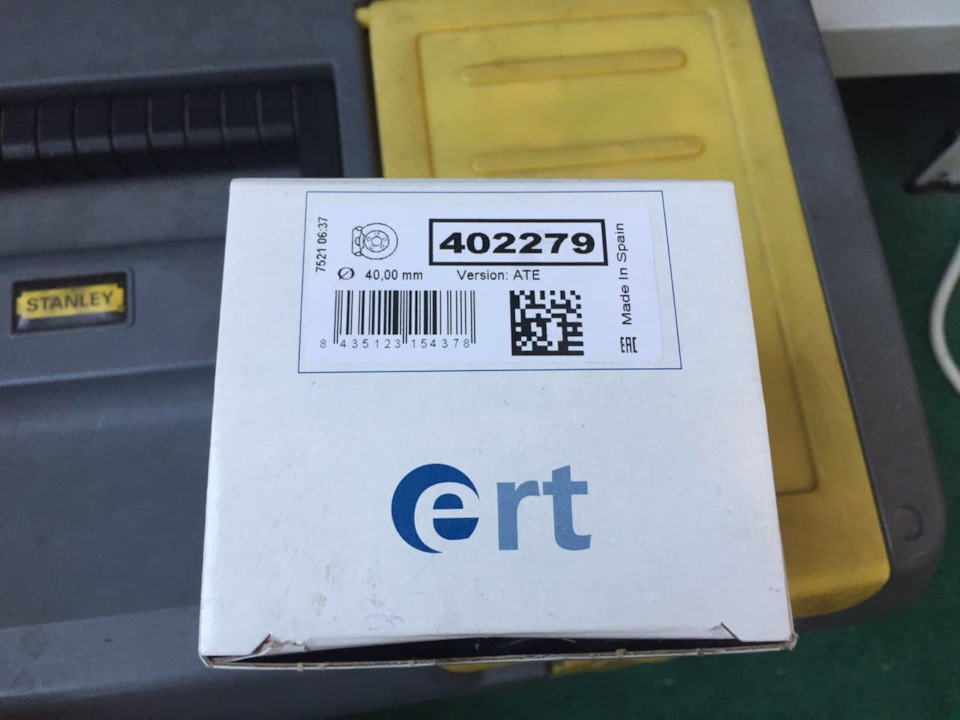 STANLEY
7521 06:37
402279
Ø 40,00 mm
Version: ATE
Made In Spain
8 435123 154378
EAC
ert